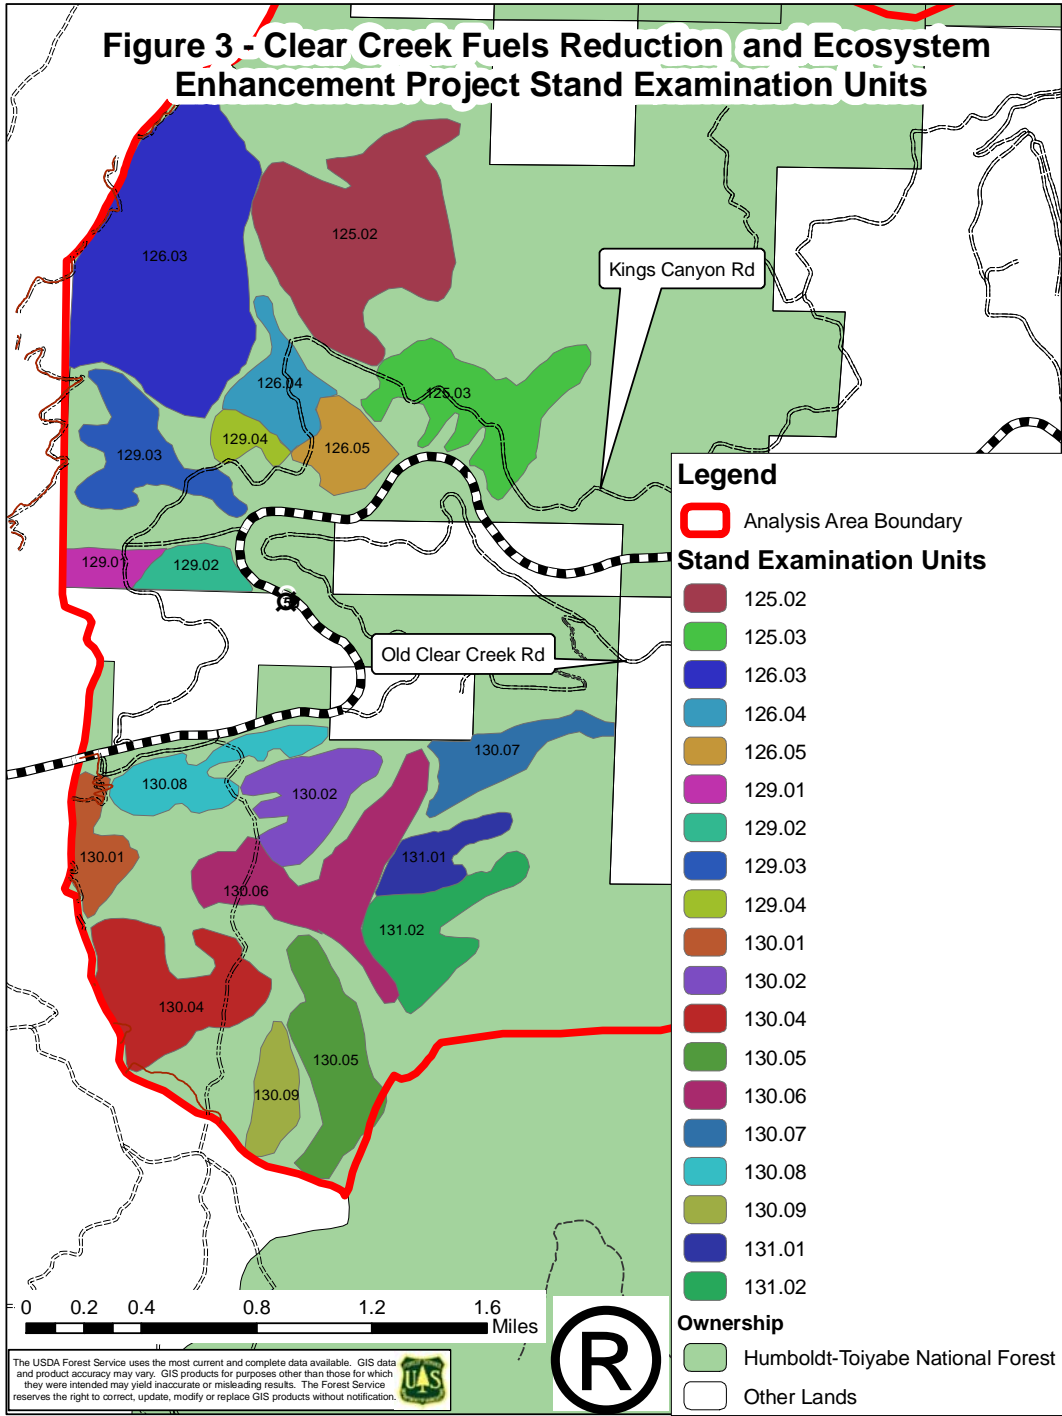 Figure 3 - Clear Creek Fuels Reduction and Ecosystem
Enhancement Project Stand Examination Units
125.02
126.03
Kings Canyon Rd
126.04
125.03
129.04
126.05
129.03
129.01
129.02
Old Clear Creek Rd
130.07
130.08
130.02
130.01
131.01
130.06
131.02
130.04
130.05
130.09
Legend
Analysis Area Boundary
Stand Examination Units
125.02
125.03
126.03
126.04
126.05
129.01
129.02
129.03
129.04
130.01
130.02
130.04
130.05
130.06
130.07
130.08
130.09
131.01
131.02
Ownership
Humboldt-Toiyabe National Forest
Other Lands
0 0.2 0.4 0.8 1.2 1.6
Miles
The USDA Forest Service uses the most current and complete data available. GIS data
and product accuracy may vary. GIS products for purposes other than those for which
they were intended may yield inaccurate or misleading results. The Forest Service
reserves the right to correct, update, modify or replace GIS products without notification.
UAS
®